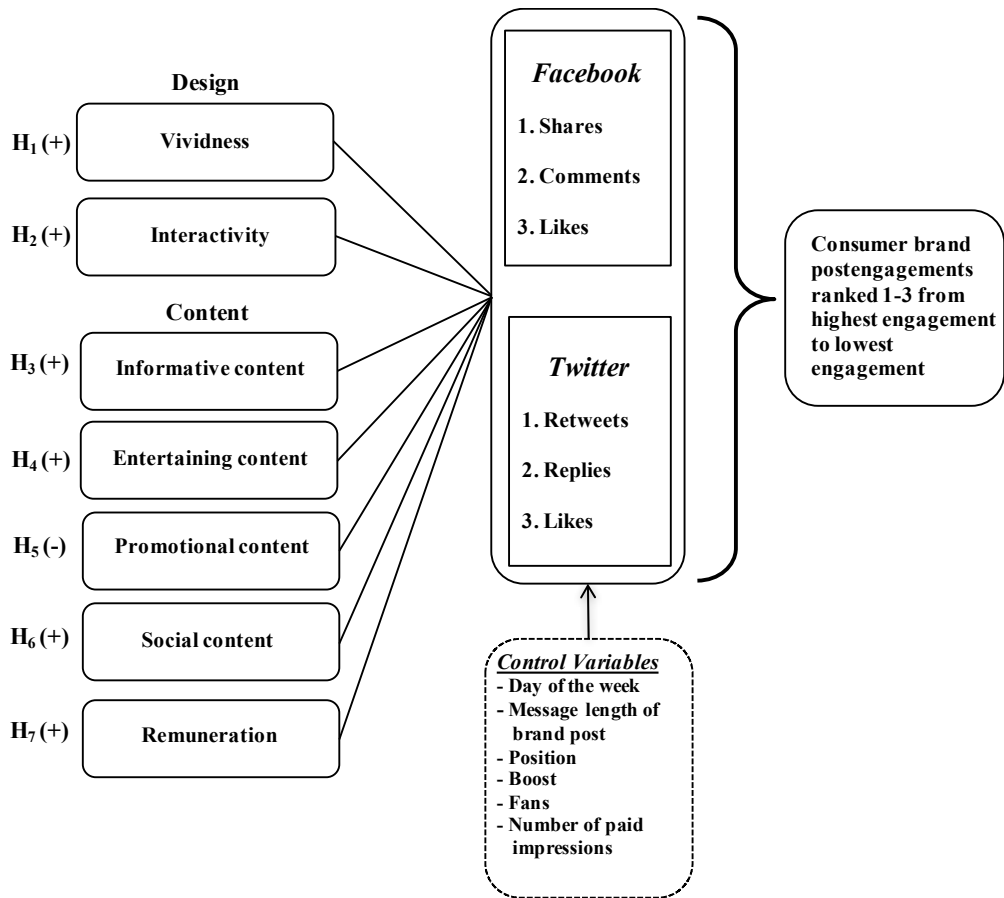 Design
H1 (+)
Vividness
H2 (+)
Interactivity
Content
H3 (+)
Informative content
H4 (+)
Entertaining content
H5 (-)
Promotional content
H6 (+)
Social content
H7 (+)
Remuneration
Facebook
1. Shares
2. Comments
3. Likes
Twitter
1. Retweets
2. Replies
3. Likes
Consumer brand
postengagements
ranked 1-3 from
highest engagement
to lowest
engagement
Control Variables
- Day of the week
- Message length of
brand post
- Position
- Boost
- Fans
- Number of paid
impressions